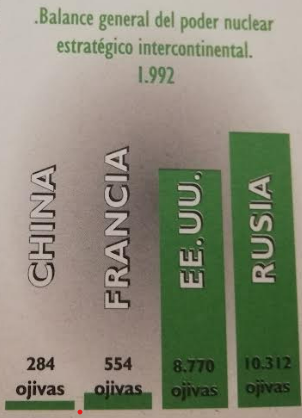 .Balance general del poder nuclear
estratégico intercontinental.
1.992
CHINA
FRANCIA
EE.UU.
RUSIA
284
ojivas
554
ojivas
8.770
ojivas
10.312
ojivas